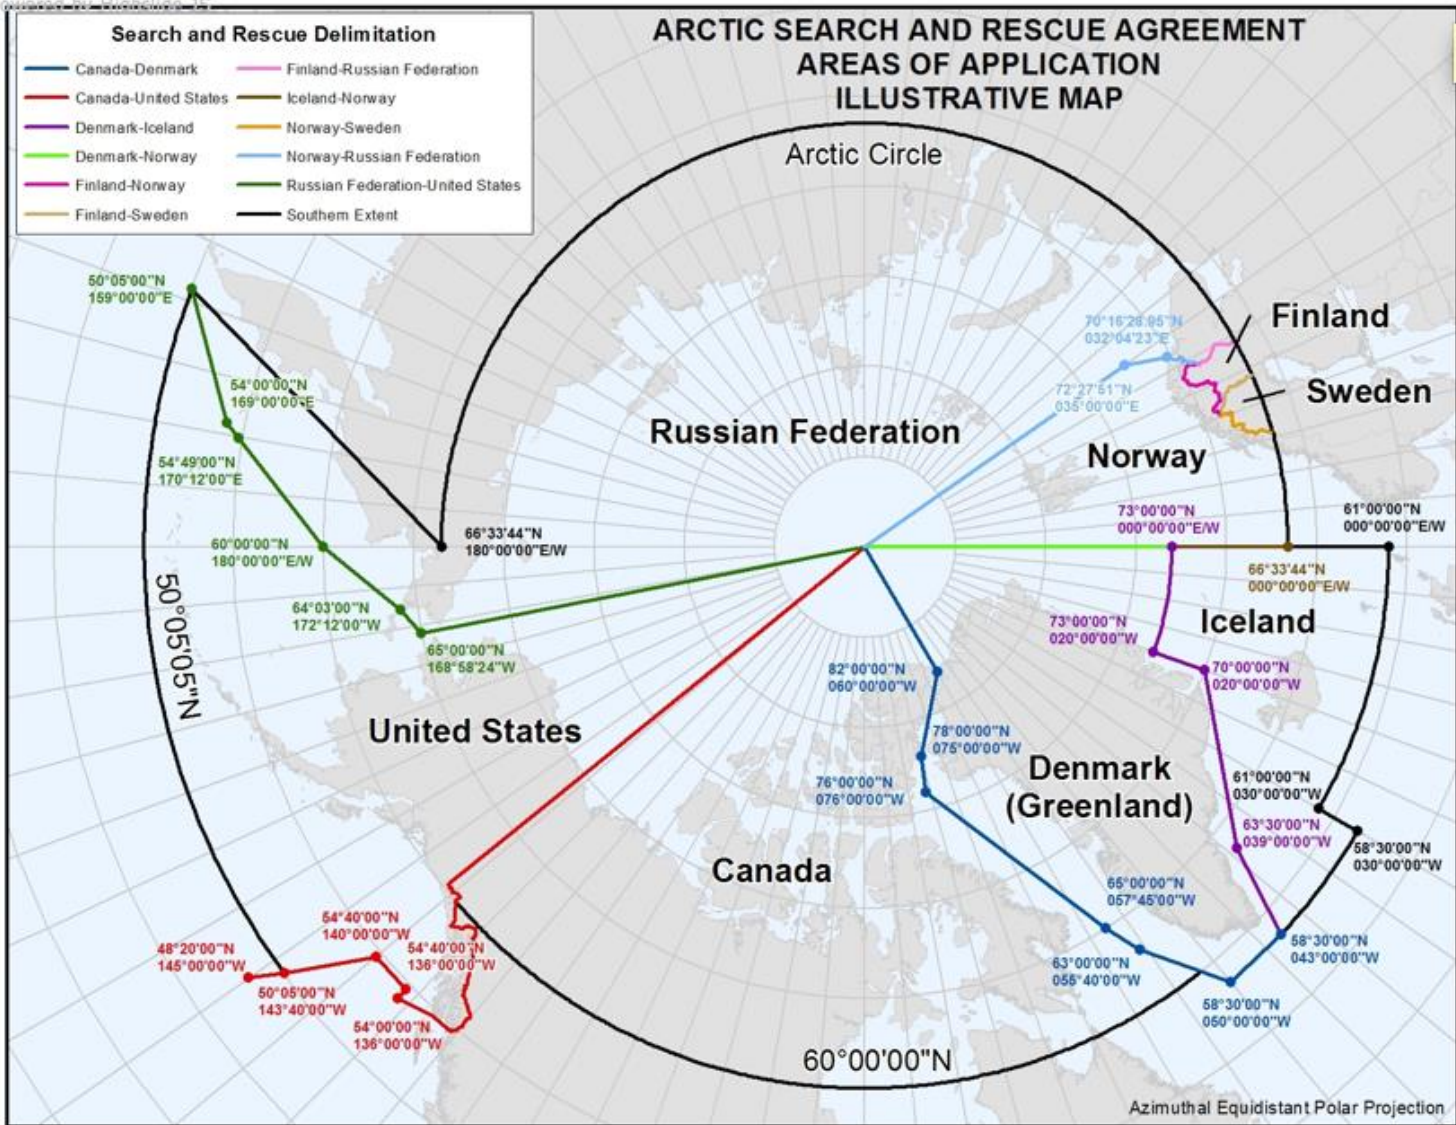 ARCTIC SEARCH AND RESCUE AGREEMENT
AREAS OF APPLICATION
ILLUSTRATIVE MAP
Search and Rescue Delimitation
Canada-Denmark
Canada-United States
Denmark-Iceland
Denmark-Norway
Finland-Norway
Finland-Sweden
Finland-Russian Federation
Iceland-Norway
Norway-Sweden
Norway-Russian Federation
Russian Federation-United States
Southern Extent
Arctic Circle
50°05'00"N
159°00'00"E
54°00'00"N
169°00'00"E
54°49'00"N
170°12'00"E
60°00'00"N
180°00'00"E/W
64°03'00"N
172°12'00"W
65°00'00"N
168°58'24"W
66°33'44"N
180°00'00"E/W
50°05'05"N
Russian Federation
70°16'28.95"N
032°04'23"E
72°27'51"N
035°00'00"E
Finland
Sweden
Norway
73°00'00"N
000°00'00"E/W
61°00'00"N
000°00'00"E/W
66°33'44"N
000°00'00"E/W
Iceland
73°00'00"N
020°00'00"W
70°00'00"N
020°00'00"W
82°00'00"N
060°00'00"W
78°00'00"N
075°00'00"W
76°00'00"N
076°00'00"W
United States
Denmark
(Greenland)
61°00'00"N
030°00'00"W
63°30'00"N
039°00'00"W
58°30'00"N
030°00'00"W
Canada
65°00'00"N
057°45'00"W
63°00'00"N
055°40'00"W
58°30'00"N
043°00'00"W
58°30'00"N
050°00'00"W
54°40'00"N
140°00'00"W
54°40'00"N
136°00'00"W
48°20'00"N
145°00'00"W
50°05'00"N
143°40'00"W
54°00'00"N
136°00'00"W
60°00'00"N
Azimuthal Equidistant Polar Projection